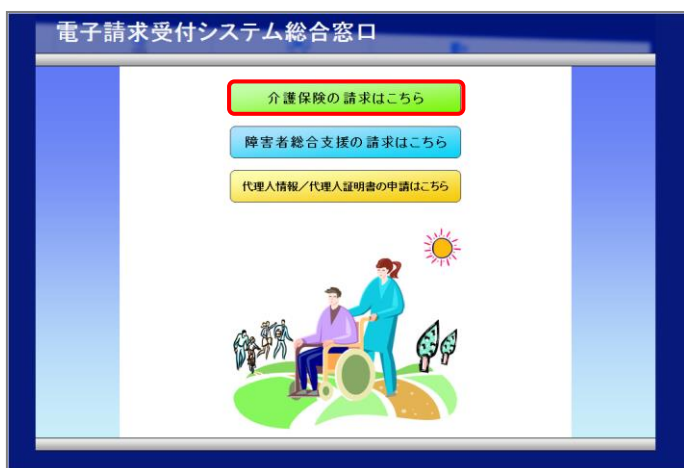 電子請求受付システム総合窓口
介護保険の請求はこちら
障害者総合支援の請求はこちら
代理人情報/代理人証明書の申請はこちら